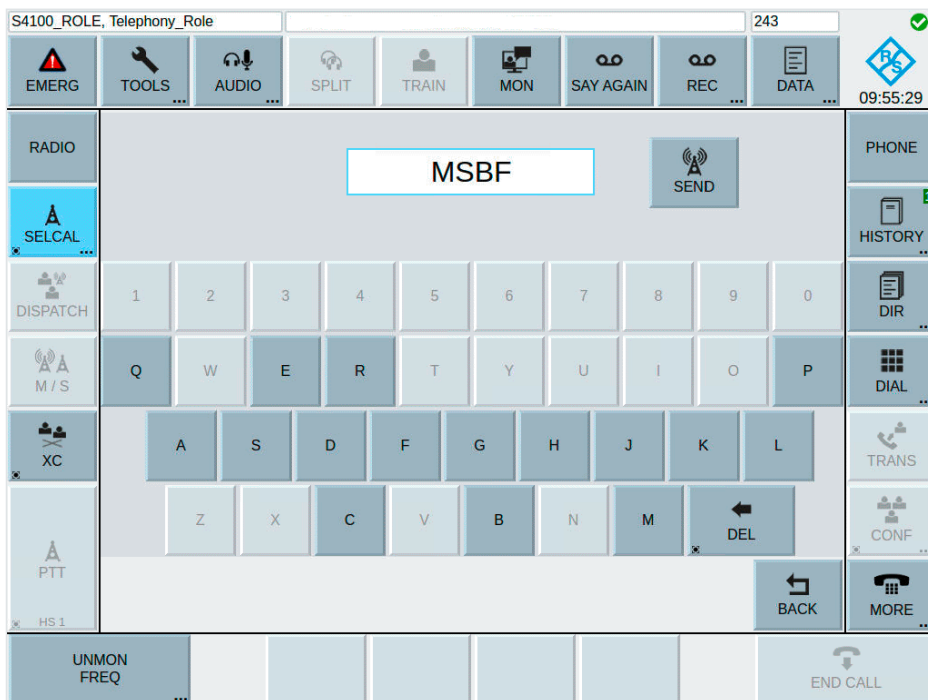 S4100_ROLE, Telephony_Role
243
EMERG
TOOLS
AUDIO
SPLIT
TRAIN
MON
SAY AGAIN
REC
DATA
R&S
09:55:29
RADIO
MSBF
SEND
PHONE
SELCAL
HISTORY
DISPATCH
1 2 3 4 5 6 7 8 9 0
DIR
M / S
Q W E R T Y U I O P
DIAL
XC
A S D F G H J K L
TRANS
Z X C V B N M
DEL
CONF
PTT
HS 1
BACK
MORE
UNMON
FREQ
END CALL